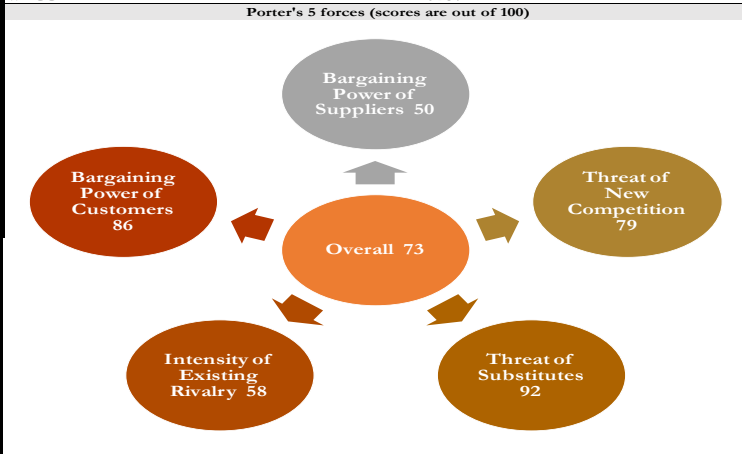 Porter's 5 forces (scores are out of 100)
Bargaining
Power of
Suppliers 50
Bargaining
Power of
Customers
86
Threat of
New
Competition
79
Overall 73
Intensity of
Existing
Rivalry 58
Threat of
Substitutes
92